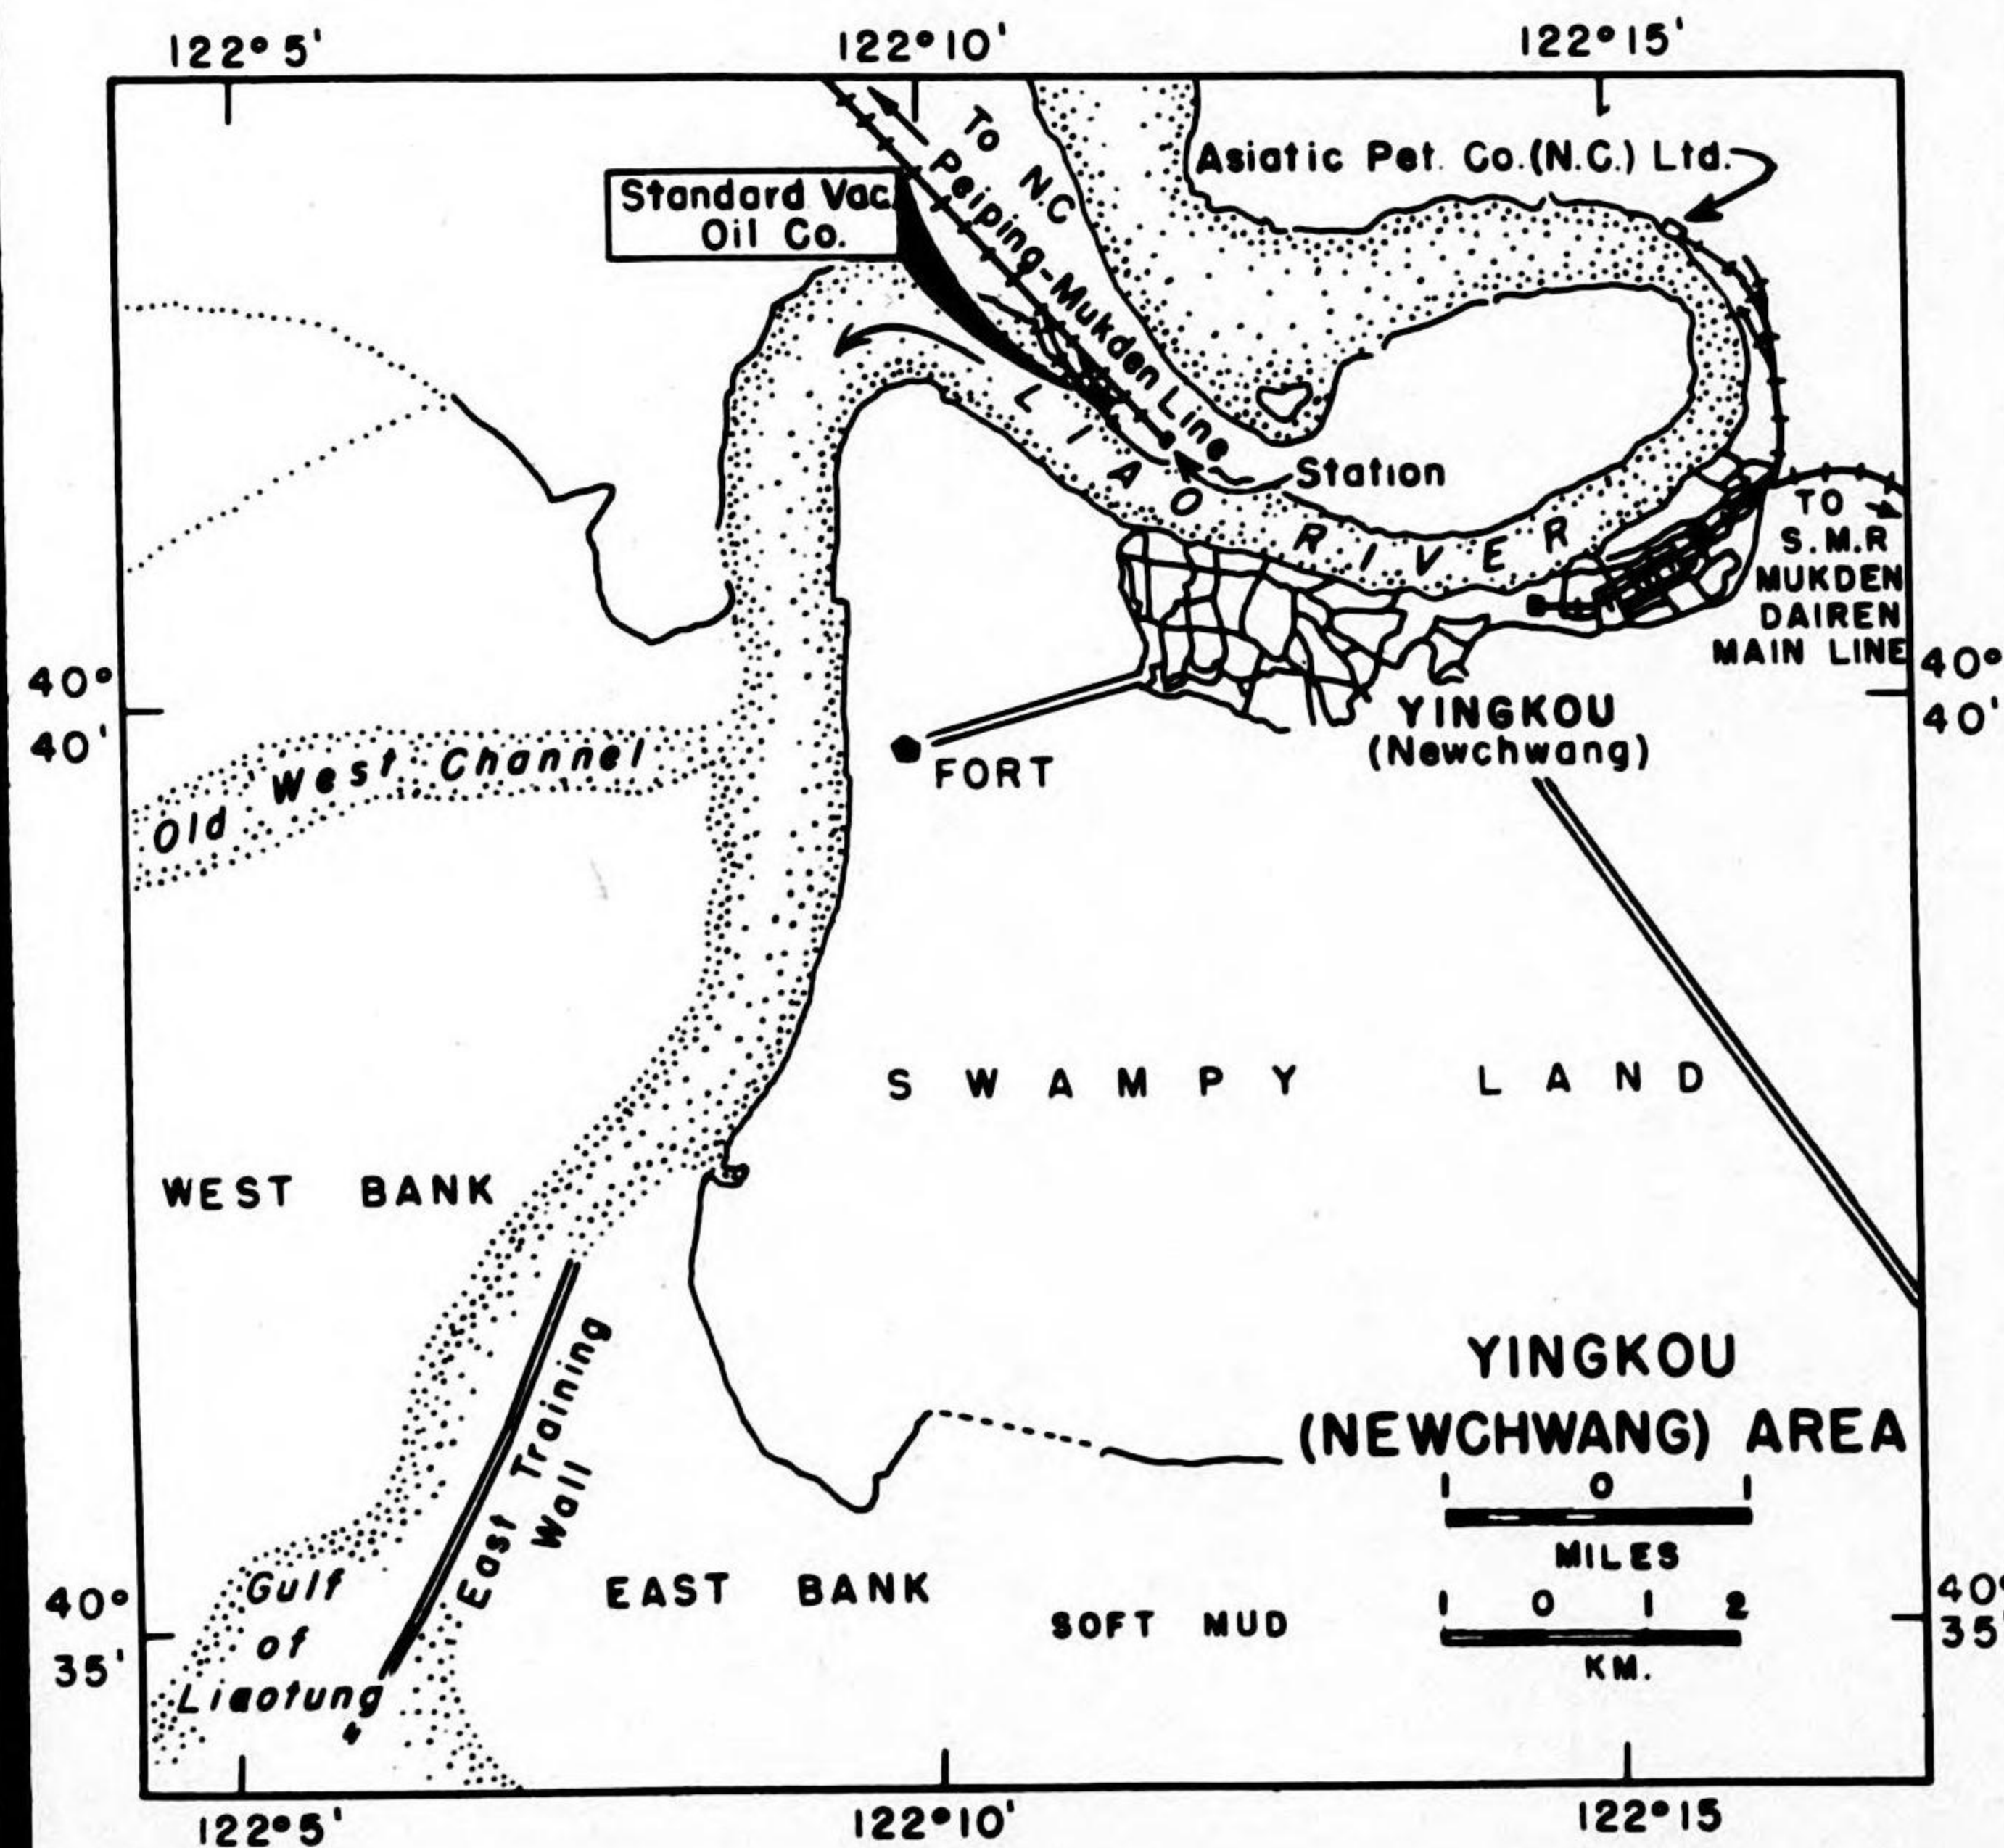 122°5'
122°10'
122°15'
To N.C
Peiping-Mukden Line
Asiatic Pet. Co.(N.C.) Ltd.
Standard Vac.
Oil Co.
LIAO RIVER
Station
TO
S.M.R
MUKDEN
DAIREN
MAIN LINE
40°
40'
40°
40'
YINGKOU
(Newchwang)
FORT
Old West Channel
SWAMPY LAND
WEST BANK
East Training
Wall
YINGKOU
(NEWCHWANG) AREA
1 0 1
MILES
1 0 1 2
KM.
EAST BANK
SOFT MUD
Gulf
of
Liaotung
40°
35'
40°
35'
122°5'
122°10'
122°15